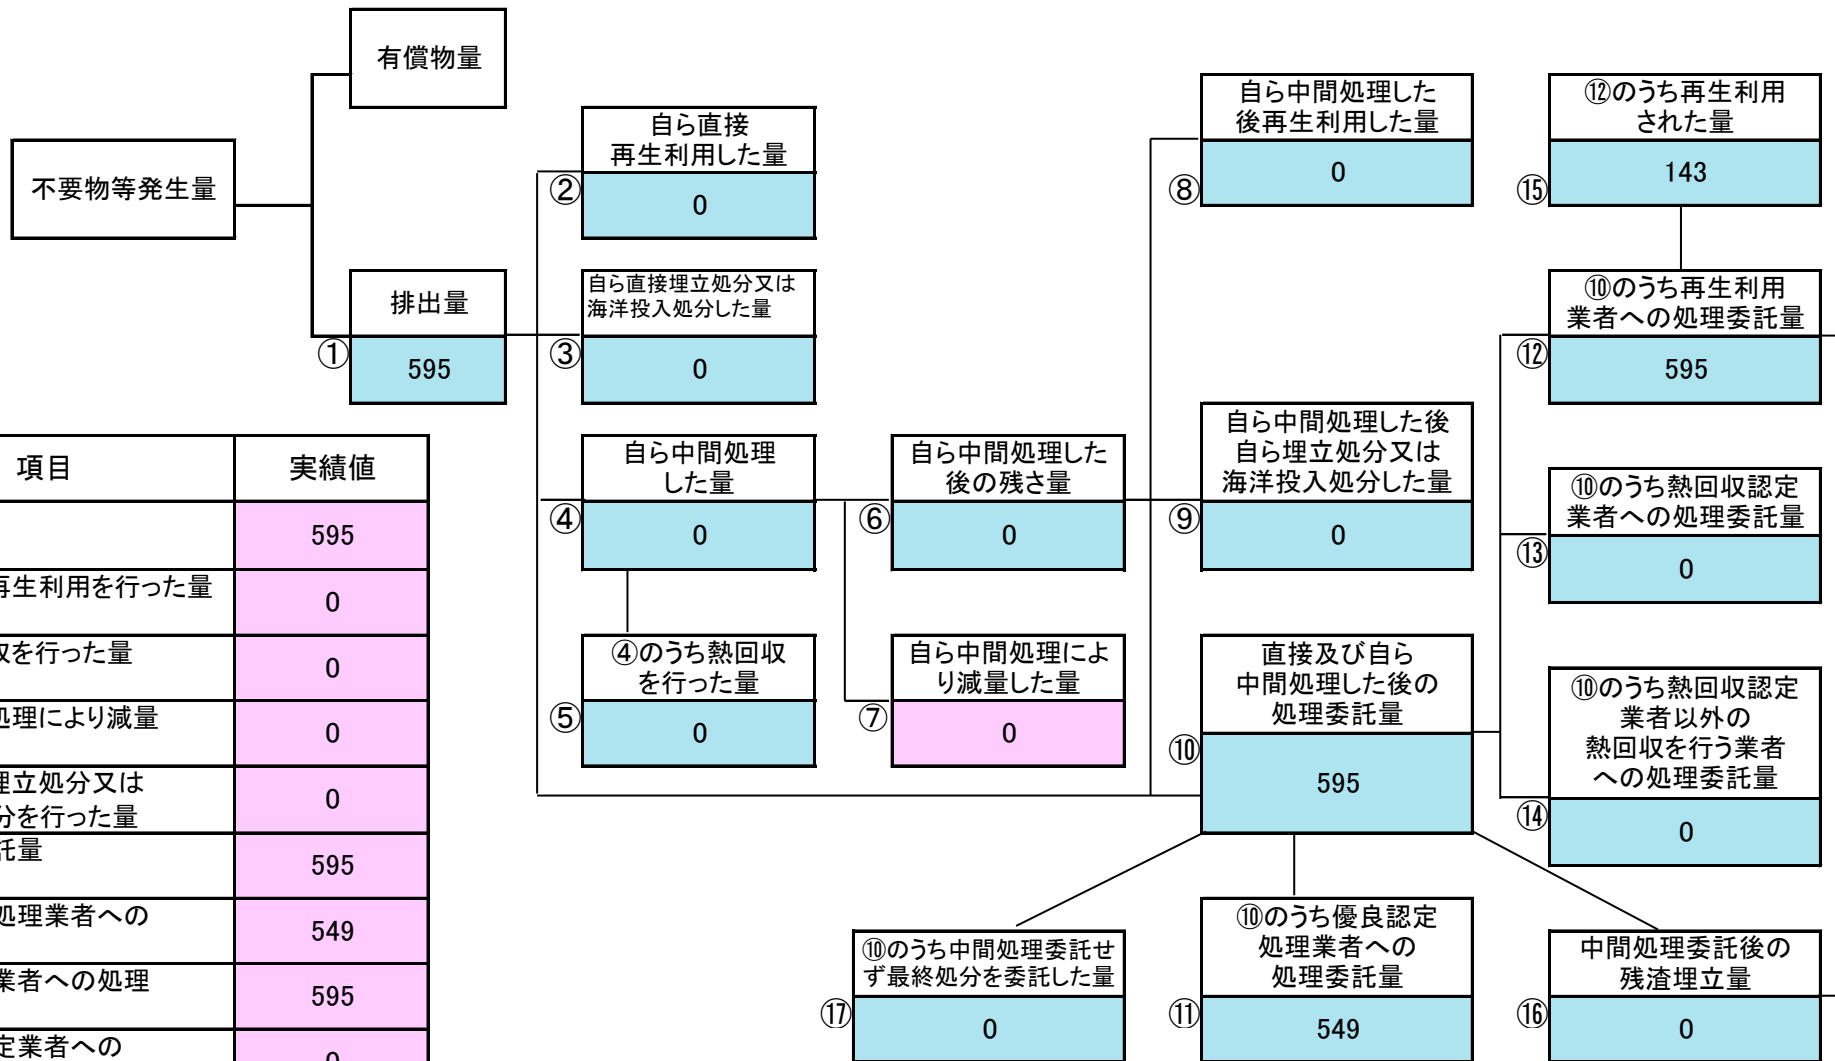 有償物量
不要物等発生量
排出量
①
595
自ら直接
再生利用した量
②
0
自ら直接埋立処分又は
海洋投入処分した量
③
0
自ら中間処理
した量
④
0
④のうち熱回収
を行った量
⑤
0
自ら中間処理した
後の残さ量
⑥
0
自ら中間処理によ
り減量した量
⑦
0
自ら中間処理した
後再生利用した量
⑧
0
自ら中間処理した後
自ら埋立処分又は
海洋投入処分した量
⑨
0
直接及び自ら
中間処理した後の
処理委託量
⑩
595
⑩のうち優良認定
処理業者への
処理委託量
⑪
549
⑫のうち再生利用
された量
⑮
143
⑩のうち再生利用
業者への処理委託量
⑫
595
⑩のうち熱回収認定
業者への処理委託量
⑬
0
⑩のうち熱回収認定
業者以外の
熱回収を行う業者
への処理委託量
⑭
0
中間処理委託後の
残渣埋立量
⑯
0
⑩のうち中間処理委託せ
ず最終処分を委託した量
⑰
0
項目 実績値
595
再生利用を行った量 0
を行った量 0
処理により減量 0
埋立処分又は
分を行った量 0
託量 595
処理業者への 549
業者への処理 595
定業者への 0